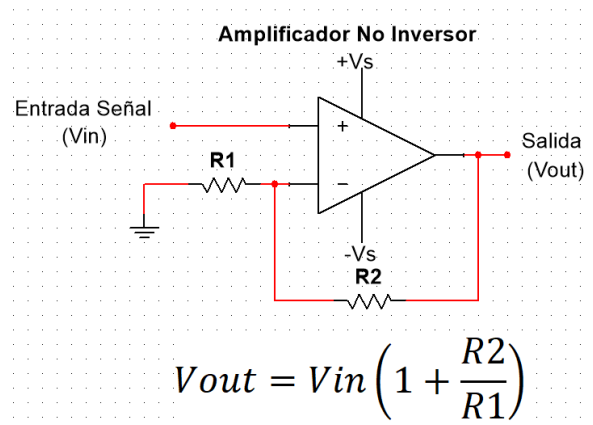 Amplificador No Inversor
+Vs
Entrada Señal
(Vin)
+
Salida
(Vout)
R1
-
-Vs
R2
Vout = Vin(1 + R2/R1)